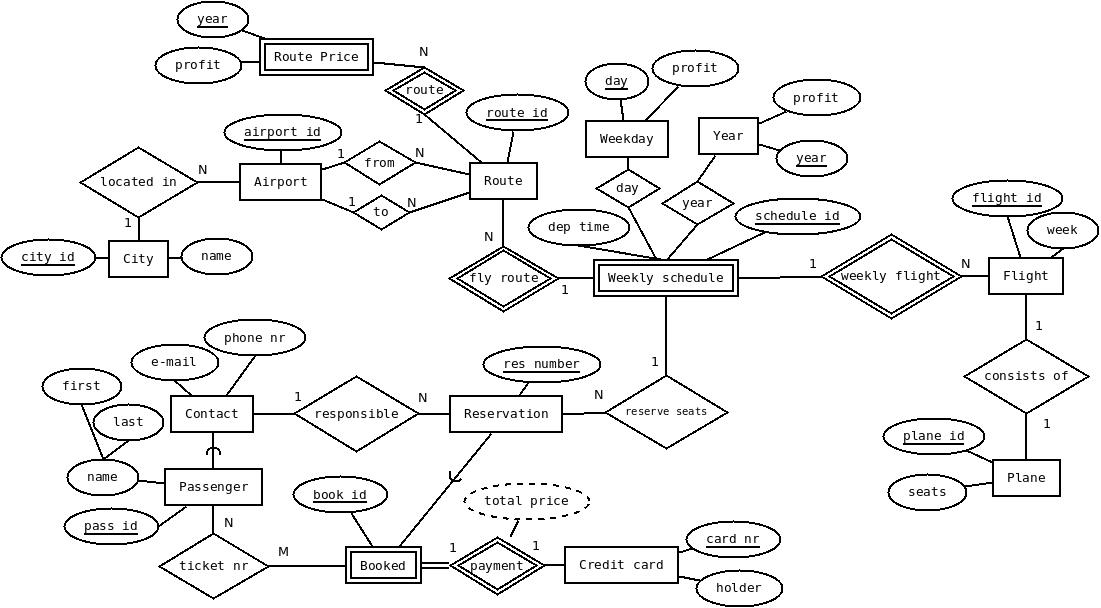 year
Route Price
profit
N
route
1
route id
airport id
located in
N
Airport
1
from
N
1
to
N
Route
1
city id
City
name
day
profit
Weekday
Year
profit
year
day
year
dep time
schedule id
N
fly route
1
Weekly schedule
1
weekly flight
N
flight id
week
Flight
1
consists of
1
plane id
seats
Plane
phone nr
e-mail
first
last
Contact
1
responsible
N
res number
Reservation
N
1
reserve seats
name
Passenger
pass id
N
ticket nr
M
book id
Booked
1
total price
payment
1
Credit card
card nr
holder